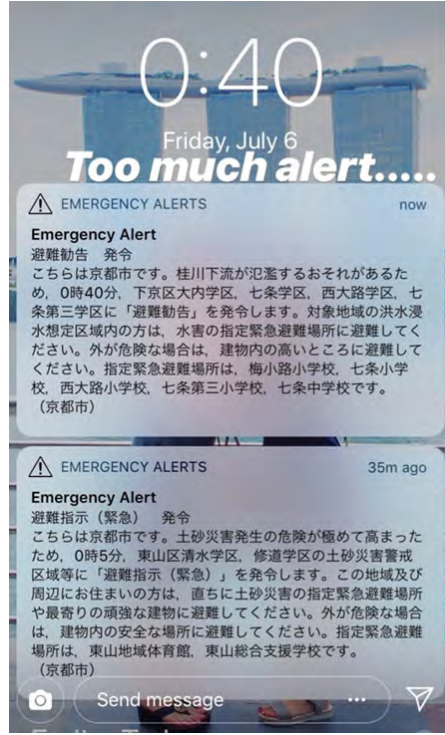 0:40
Friday, July 6
Too much alert.....
EMERGENCY ALERTS now
Emergency Alert
避難勧告 発令
こちらは京都市です。桂川下流が氾濫するおそれがあるた
め，0時40分，下京区大内学区，七条学区，西大路学区，七
条第三学区に「避難勧告」を発令します。対象地域の洪水浸
水想定区域内の方は，水害の指定緊急避難場所に避難してく
ださい。外が危険な場合は，建物内の高いところに避難して
ください。指定緊急避難場所は，梅小路小学校，七条小学
校，西大路小学校，七条第三小学校，七条中学校です。
（京都市）
EMERGENCY ALERTS 35m ago
Emergency Alert
避難指示（緊急） 発令
こちらは京都市です。土砂災害発生の危険が極めて高まった
ため，0時5分，東山区清水学区，修道学区の土砂災害警戒
区域等に「避難指示（緊急）」を発令します。この地域及び
周辺にお住まいの方は，直ちに土砂災害の指定緊急避難場所
や最寄りの頑強な建物に避難してください。外が危険な場合
は，建物内の安全な場所に避難してください。指定緊急避難
場所は，東山地域体育館，東山総合支援学校です。
（京都市）
Send message